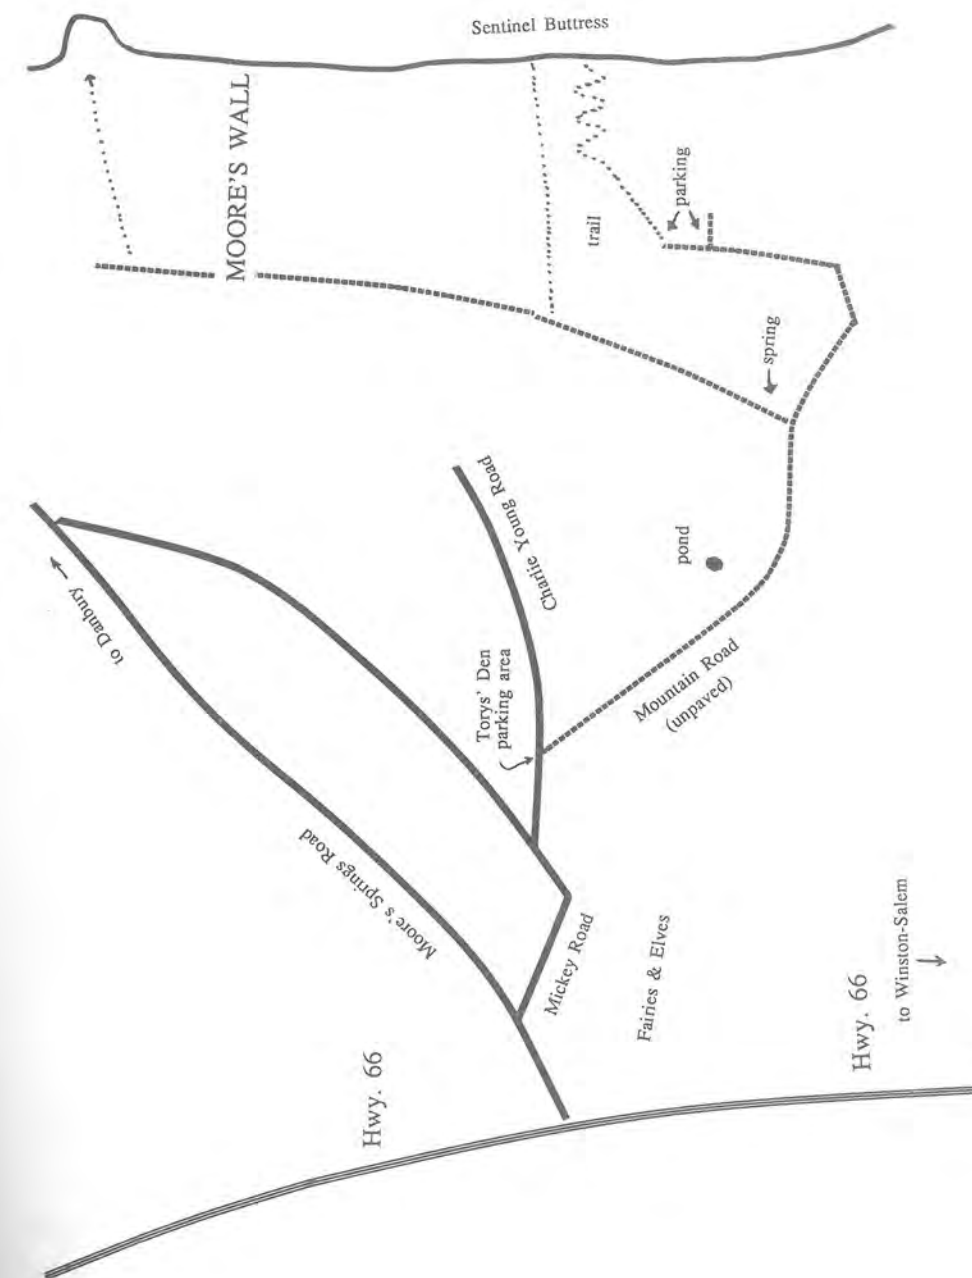 Sentinel Buttress
MOORE'S WALL
parking
trail
spring
to Danbury
Charlie Young Road
pond
Torys' Den
parking area
Mountain Road
(unpaved)
Moore's Springs Road
Mickey Road
Fairies & Elves
Hwy. 66
Hwy. 66
to Winston-Salem